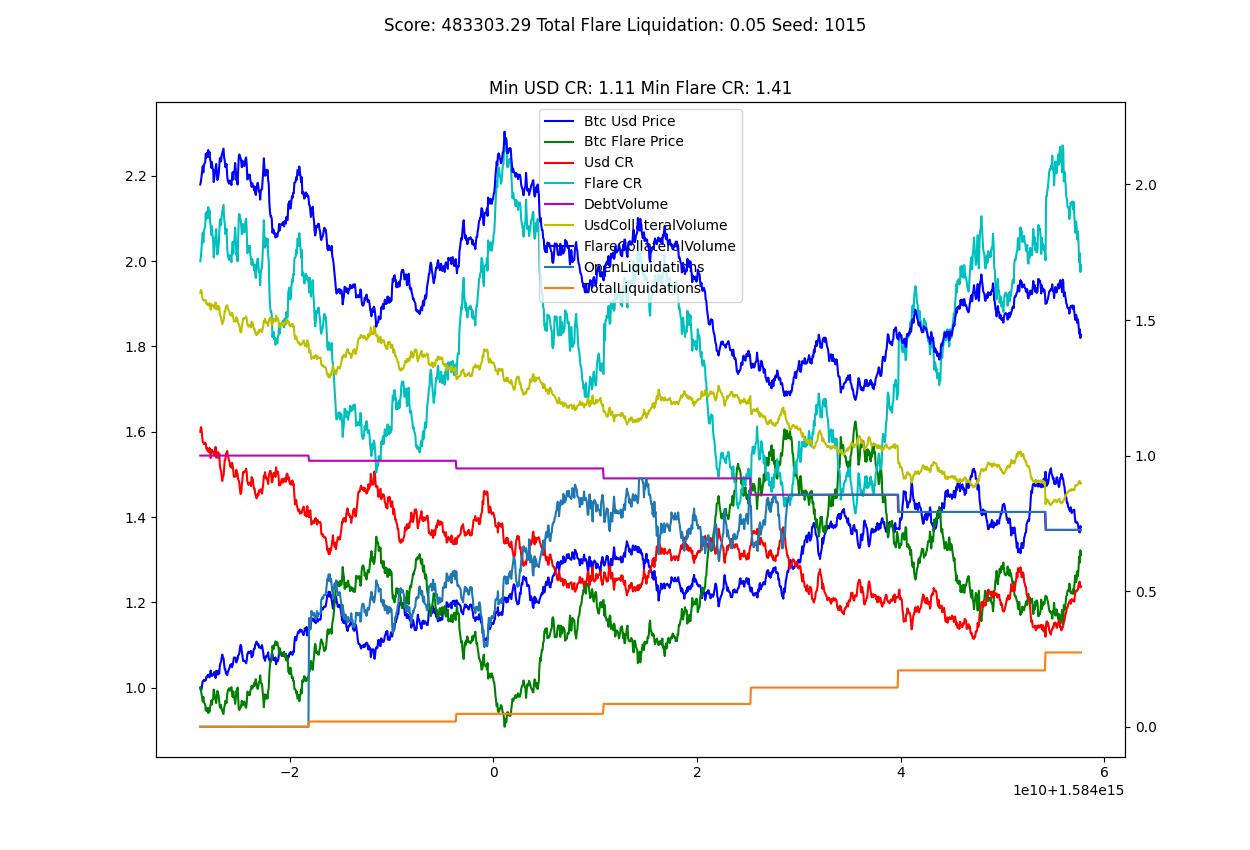 Score: 483303.29 Total Flare Liquidation: 0.05 Seed: 1015
Min USD CR: 1.11 Min Flare CR: 1.41
Btc Usd Price
Btc Flare Price
Usd CR
Flare CR
DebtVolume
UsdCollateralVolume
FlareCollateralVolume
OpenLiquidations
TotalLiquidations
2.2
2.0
1.8
1.6
1.4
1.2
1.0
2.0
1.5
1.0
0.5
0.0
−2
0
2
4
6
1e10+1.584e15